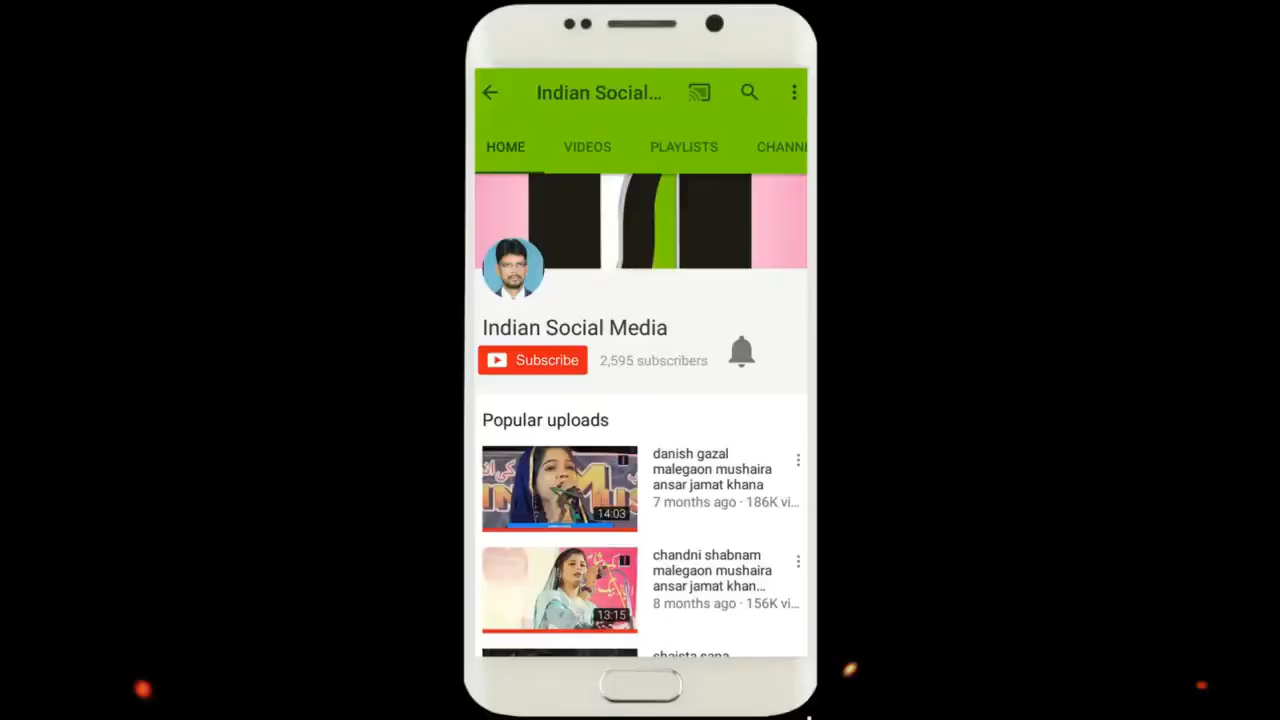 Indian Social...
HOME VIDEOS PLAYLISTS CHANN
Indian Social Media
Subscribe 2,595 subscribers
Popular uploads
danish gazal
malegaon mushaira
ansar jamat khana
7 months ago · 186K vi...
14:03
chandni shabnam
malegaon mushaira
ansar jamat khan...
8 months ago · 156K vi...
13:15
shaista sana